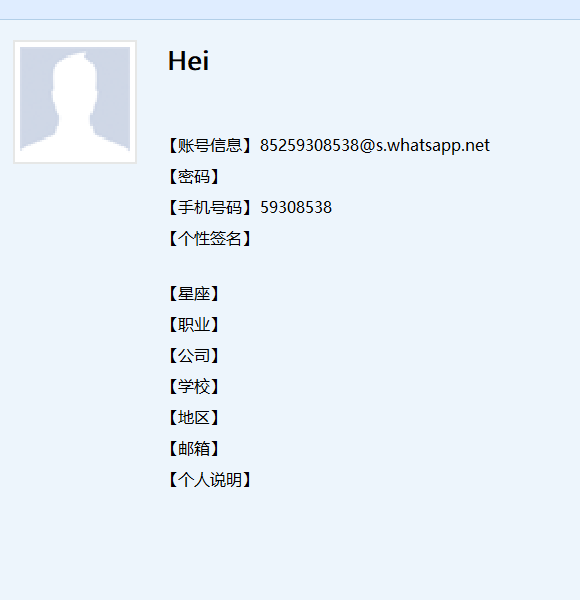 Hei
【账号信息】85259308538@s.whatsapp.net
【密码】
【手机号码】59308538
【个性签名】
【星座】
【职业】
【公司】
【学校】
【地区】
【邮箱】
【个人说明】